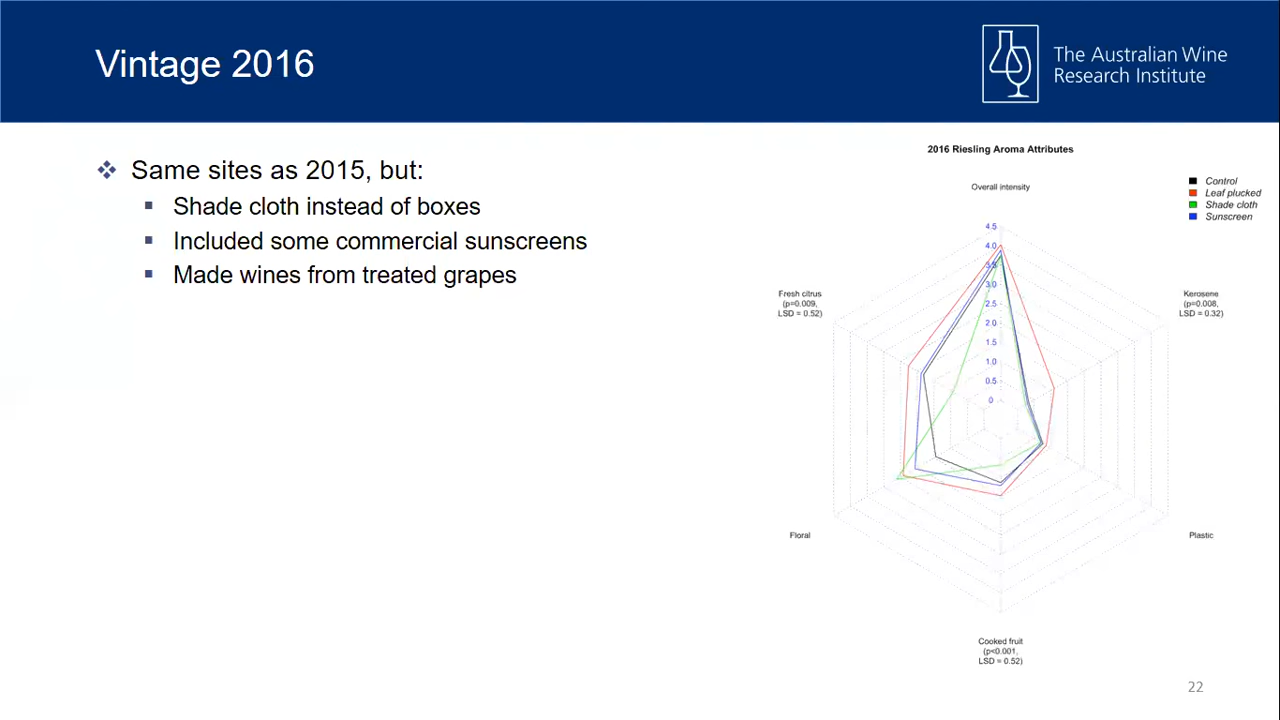 Vintage 2016
The Australian Wine
Research Institute
❖ Same sites as 2015, but:
▪ Shade cloth instead of boxes
▪ Included some commercial sunscreens
▪ Made wines from treated grapes
2016 Riesling Aroma Attributes
Control
Leaf plucked
Shade cloth
Sunscreen
Overall intensity
4.5
4.0
3.5
3.0
2.5
2.0
1.5
1.0
0.5
0
Fresh citrus
(p=0.009,
LSD = 0.52)
Kerosene
(p=0.008,
LSD = 0.32)
Floral
Plastic
Cooked fruit
(p<0.001,
LSD = 0.52)
22